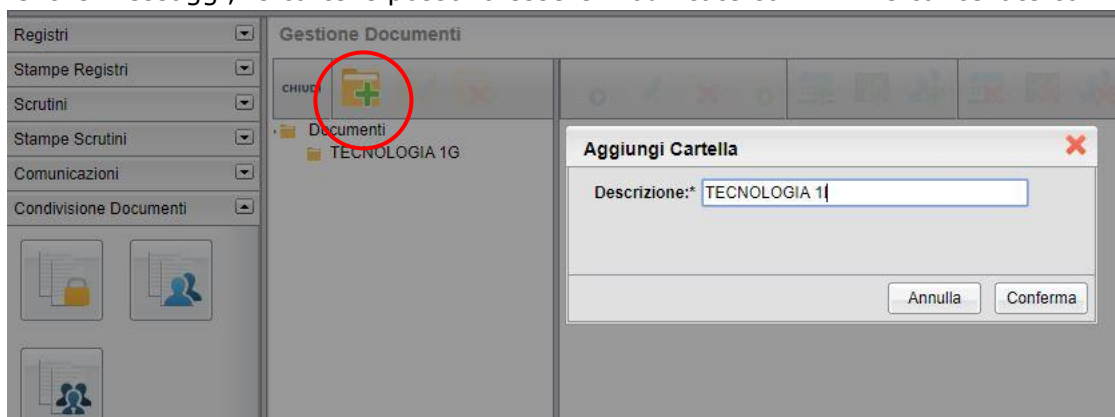 Registri
Stampe Registri
Scrutini
Stampe Scrutini
Comunicazioni
Condivisione Documenti
Gestione Documenti
CHIUDI
Documenti
TECNOLOGIA 1G
Aggiungi Cartella
Descrizione:* TECNOLOGIA 1I
Annulla Conferma